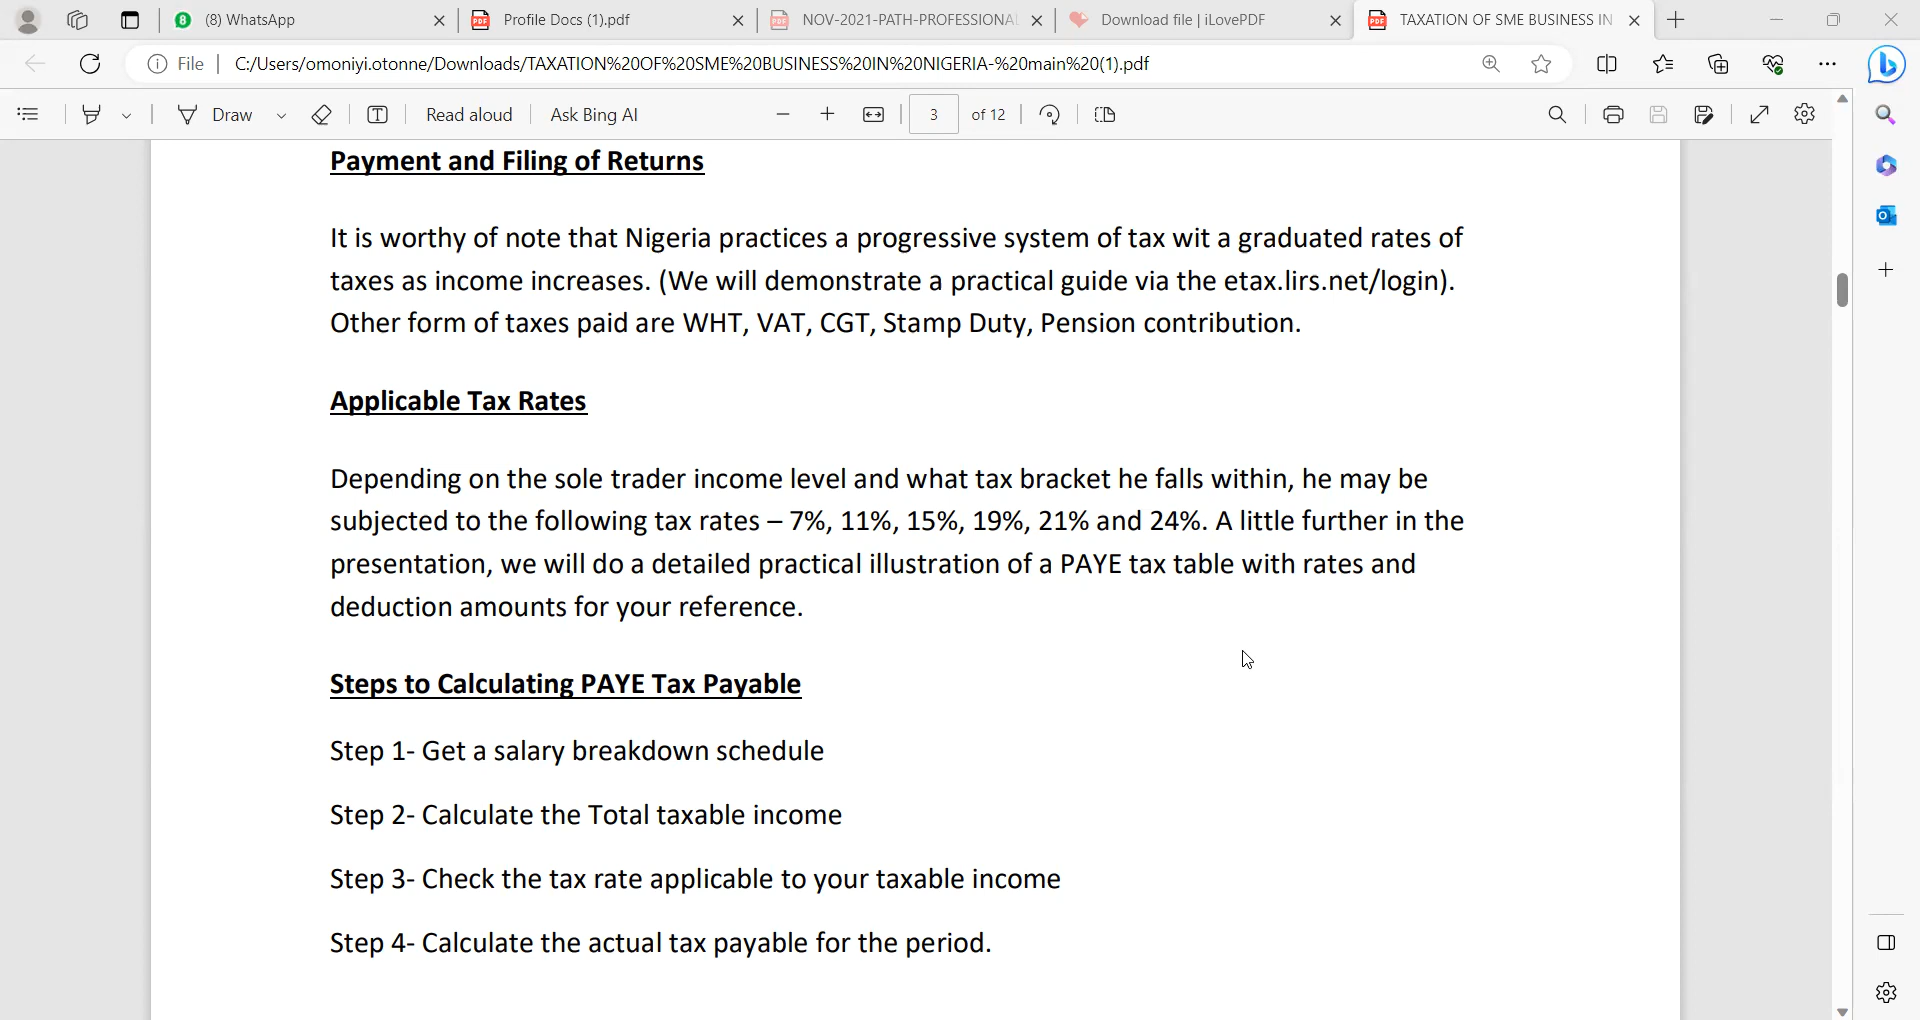 (8) WhatsApp
Profile Docs (1).pdf
NOV-2021-PATH-PROFESSIONAL
Download file | iLovePDF
TAXATION OF SME BUSINESS IN
File
C:/Users/omoniyi.otonne/Downloads/TAXATION%20OF%20SME%20BUSINESS%20IN%20NIGERIA-%20main%20(1).pdf
Draw
Read aloud
Ask Bing AI
3 of 12
Payment and Filing of Returns
It is worthy of note that Nigeria practices a progressive system of tax wit a graduated rates of
taxes as income increases. (We will demonstrate a practical guide via the etax.lirs.net/login).
Other form of taxes paid are WHT, VAT, CGT, Stamp Duty, Pension contribution.
Applicable Tax Rates
Depending on the sole trader income level and what tax bracket he falls within, he may be
subjected to the following tax rates – 7%, 11%, 15%, 19%, 21% and 24%. A little further in the
presentation, we will do a detailed practical illustration of a PAYE tax table with rates and
deduction amounts for your reference.
Steps to Calculating PAYE Tax Payable
Step 1- Get a salary breakdown schedule
Step 2- Calculate the Total taxable income
Step 3- Check the tax rate applicable to your taxable income
Step 4- Calculate the actual tax payable for the period.